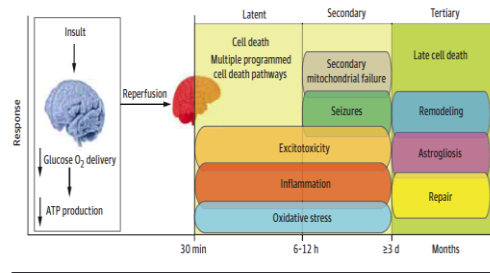 Latent
Secondary
Tertiary
Response
Insult
Glucose O2 delivery
ATP production
Reperfusion
Cell death
Multiple programmed
cell death pathways
Secondary
mitochondrial failure
Seizures
Excitotoxicity
Inflammation
Oxidative stress
Late cell death
Remodeling
Astrogliosis
Repair
30 min
6-12 h
≥3 d
Months